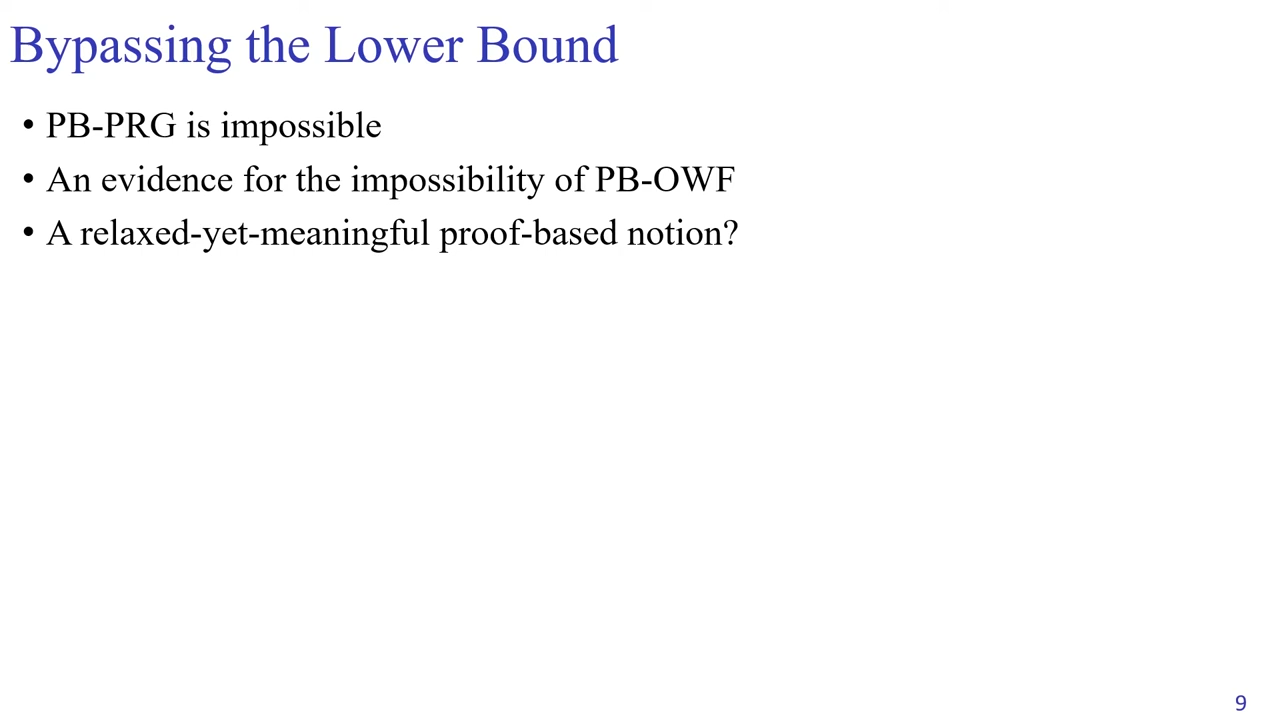 Bypassing the Lower Bound
• PB-PRG is impossible
• An evidence for the impossibility of PB-OWF
• A relaxed-yet-meaningful proof-based notion?
9